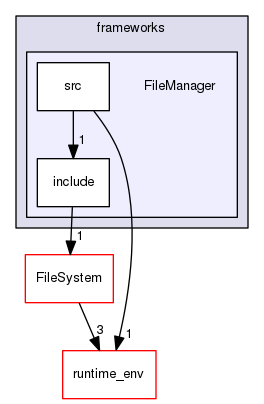 frameworks
src
FileManager
1
include
1
FileSystem
3
1
runtime_env